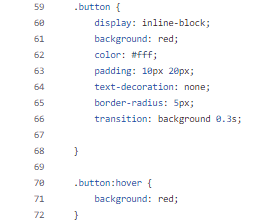 59 .button {
60 display: inline-block;
61 background: red;
62 color: #fff;
63 padding: 10px 20px;
64 text-decoration: none;
65 border-radius: 5px;
66 transition: background 0.3s;
67
68 }
69
70 .button:hover {
71 background: red;
72 }